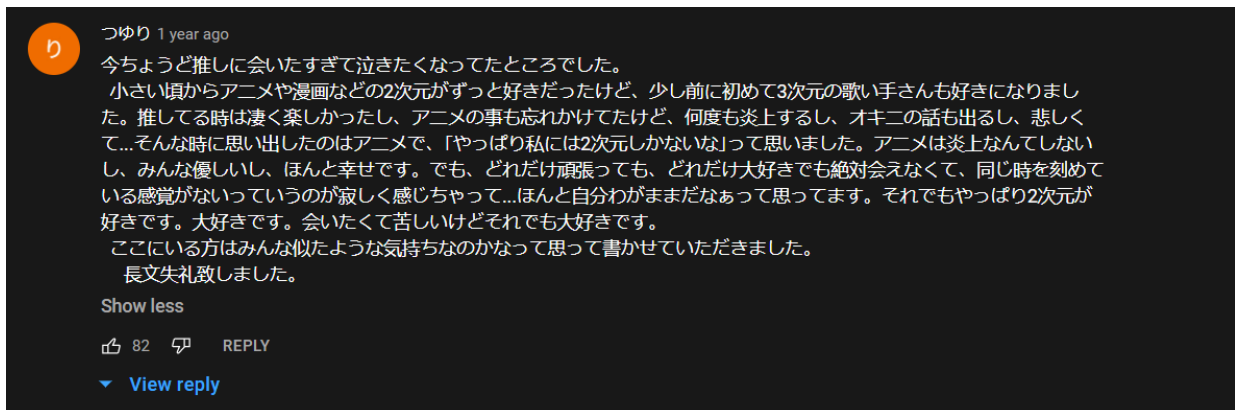 り
つゆり 1 year ago
今ちょうど推しに会いたすぎて泣きたくなってたところでした。
小さい頃からアニメや漫画などの2次元がずっと好きだったけど、少し前に初めて3次元の歌い手さんも好きになりまし
た。推してる時は凄く楽しかったし、アニメの事も忘れかけてたけど、何度も炎上するし、オキニの話も出るし、悲しく
て...そんな時に思い出したのはアニメで、｢やっぱり私には2次元しかないな｣って思いました。アニメは炎上なんてしない
し、みんな優しいし、ほんと幸せです。でも、どれだけ頑張っても、どれだけ大好きでも絶対会えなくて、同じ時を刻めて
いる感覚がないっていうのが寂しく感じちゃって...ほんと自分わがままだなぁって思ってます。それでもやっぱり2次元が
好きです。大好きです。会いたくて苦しいけどそれでも大好きです。
ここにいる方はみんな似たような気持ちなのかなって思って書かせていただきました。
長文失礼致しました。
Show less
82 REPLY
View reply